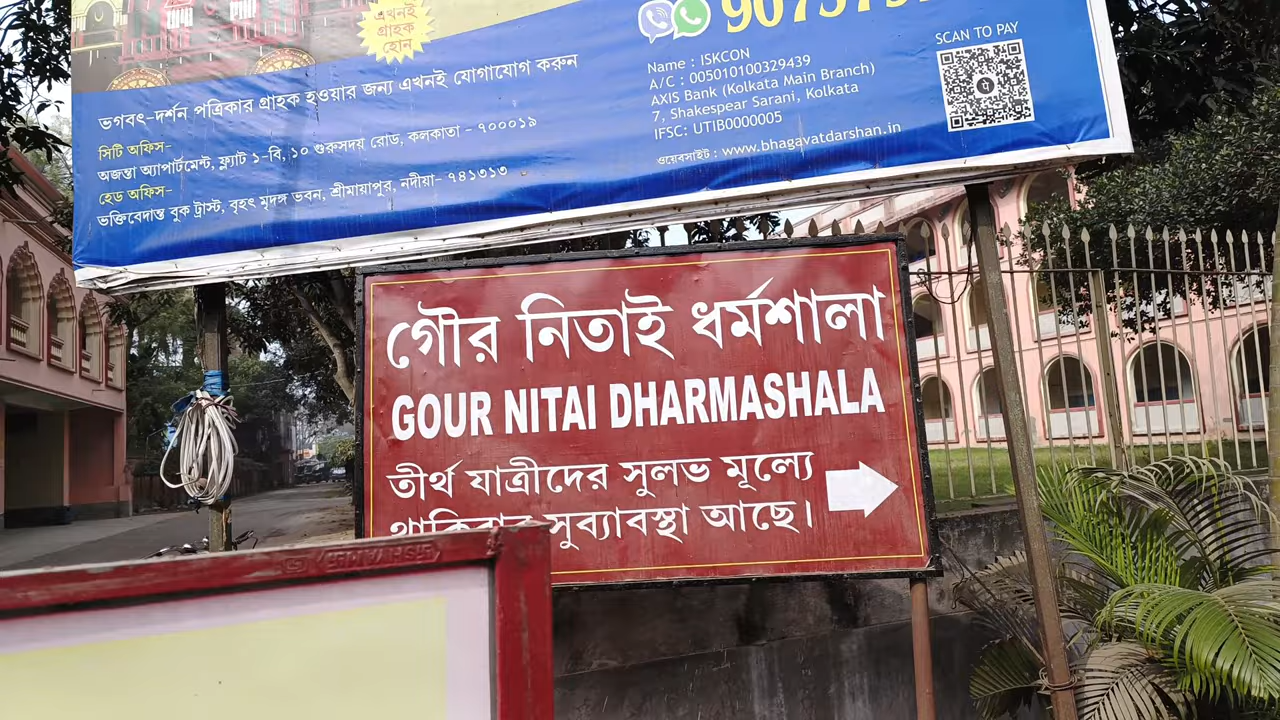 এখনই
গ্রাহক
হোন
ভগবৎ-দর্শন পত্রিকার গ্রাহক হওয়ার জন্য এখনই যোগাযোগ করুন
সিটি অফিস-
অজন্তা অ্যাপার্টমেন্ট, ফ্ল্যাট ১-বি, ১০ গুরুসদয় রোড, কলকাতা - ৭০০০১৯
হেড অফিস-
ভক্তিবেদান্ত বুক ট্রাস্ট, বৃহৎ মৃদঙ্গ ভবন, শ্রীমায়াপুর, নদীয়া- ৭৪১৩১৩
Name : ISKCON
A/C : 005010100329439
AXIS Bank (Kolkata Main Branch)
7, Shakespear Sarani, Kolkata
IFSC: UTIB0000005
ওয়েবসাইট : www.bhagavatdarshan.in
SCAN TO PAY
গৌর নিতাই ধর্মশালা
GOUR NITAI DHARMASHALA
তীর্থ যাত্রীদের সুলভ মূল্যে
থাকিবার সুব্যাবস্থা আছে।